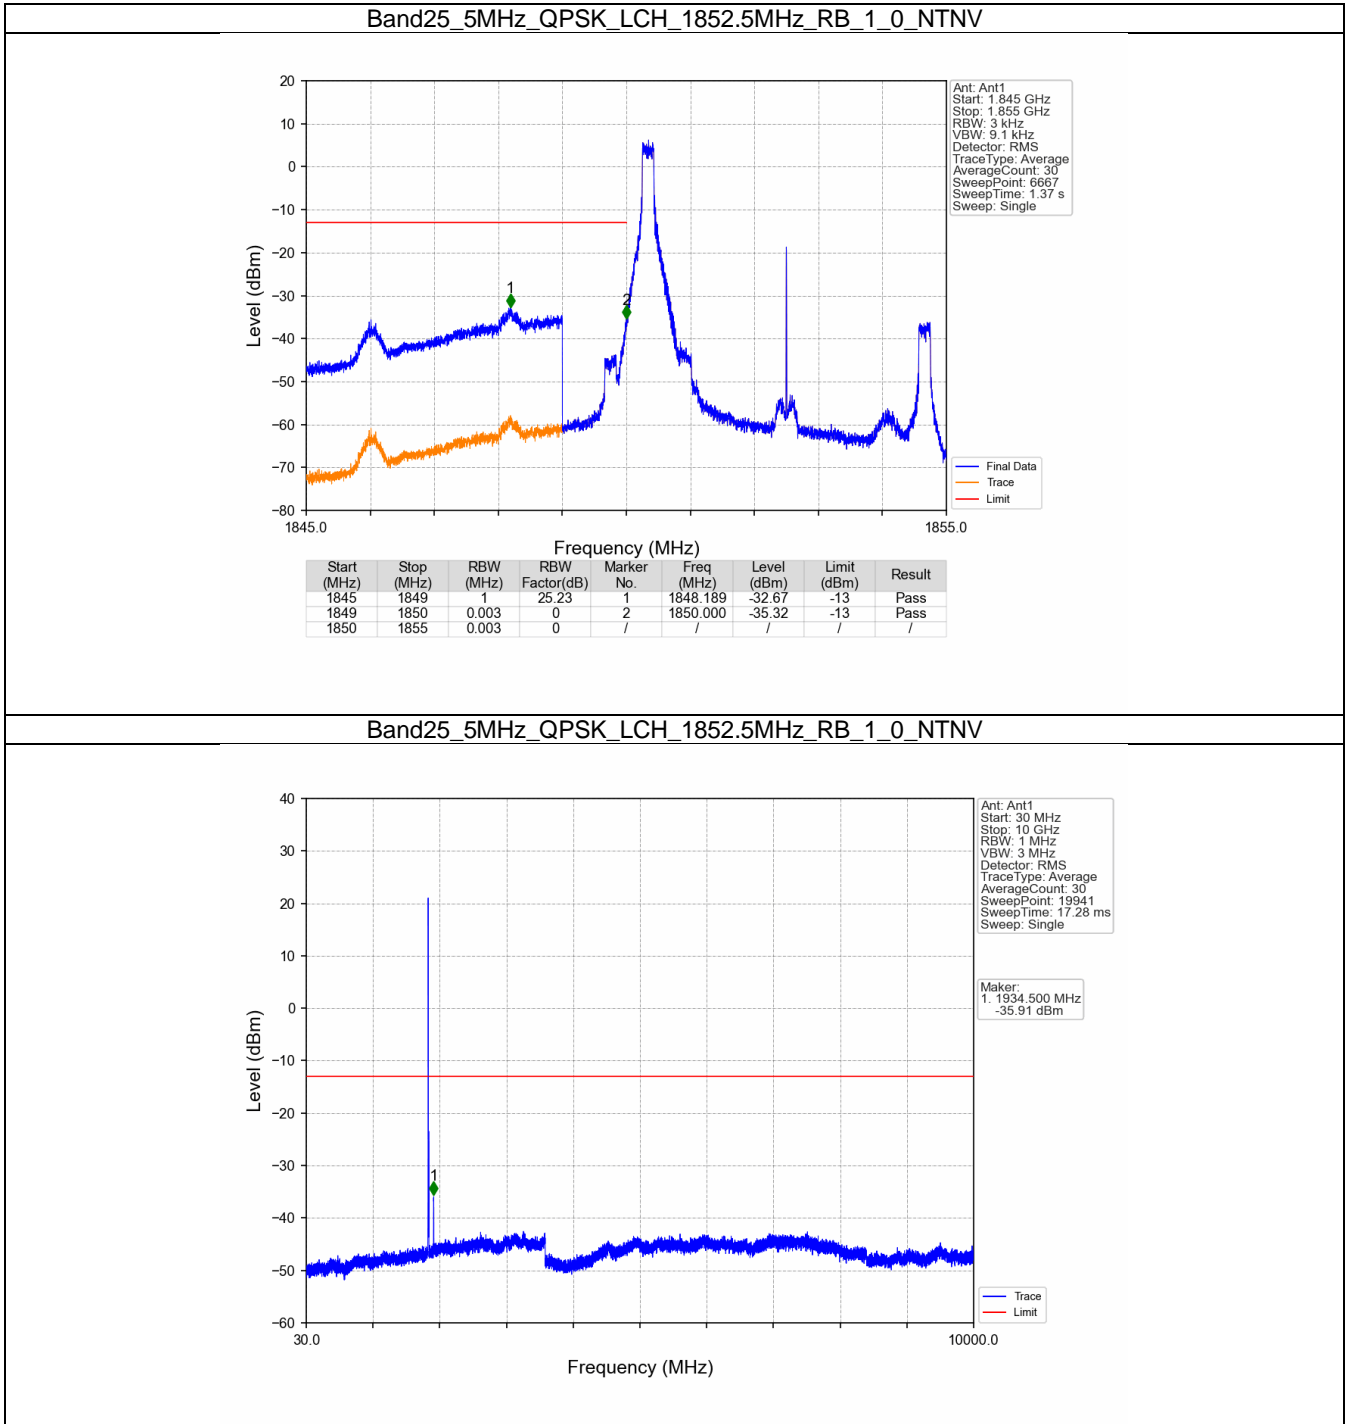 Band25_5MHz_QPSK_LCH_1852.5MHz_RB_1_0_NTNV
20
10
0
−10
−20
−30
−40
−50
−60
−70
−80
Level (dBm)
1
2
1845.0
1855.0
Frequency (MHz)
Ant: Ant1
Start: 1.845 GHz
Stop: 1.855 GHz
RBW: 3 kHz
VBW: 9.1 kHz
Detector: RMS
TraceType: Average
AverageCount: 30
SweepPoint: 6667
SweepTime: 1.37 s
Sweep: Single
Final Data
Trace
Limit
Start (MHz) Stop (MHz) RBW (MHz) RBW Factor(dB) Marker No. Freq (MHz) Level (dBm) Limit (dBm) Result
1845 1849 1 25.23 1 1848.189 -32.67 -13 Pass
1849 1850 0.003 0 2 1850.000 -35.32 -13 Pass
1850 1855 0.003 0 / / / / /
Band25_5MHz_QPSK_LCH_1852.5MHz_RB_1_0_NTNV
40
30
20
10
0
−10
−20
−30
−40
−50
−60
Level (dBm)
1
30.0
10000.0
Frequency (MHz)
Ant: Ant1
Start: 30 MHz
Stop: 10 GHz
RBW: 1 MHz
VBW: 3 MHz
Detector: RMS
TraceType: Average
AverageCount: 30
SweepPoint: 19941
SweepTime: 17.28 ms
Sweep: Single
Maker:
1. 1934.500 MHz
-35.91 dBm
Trace
Limit